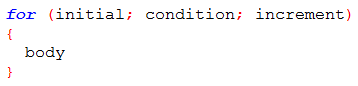 for (initial; condition; increment)
{
  body
}